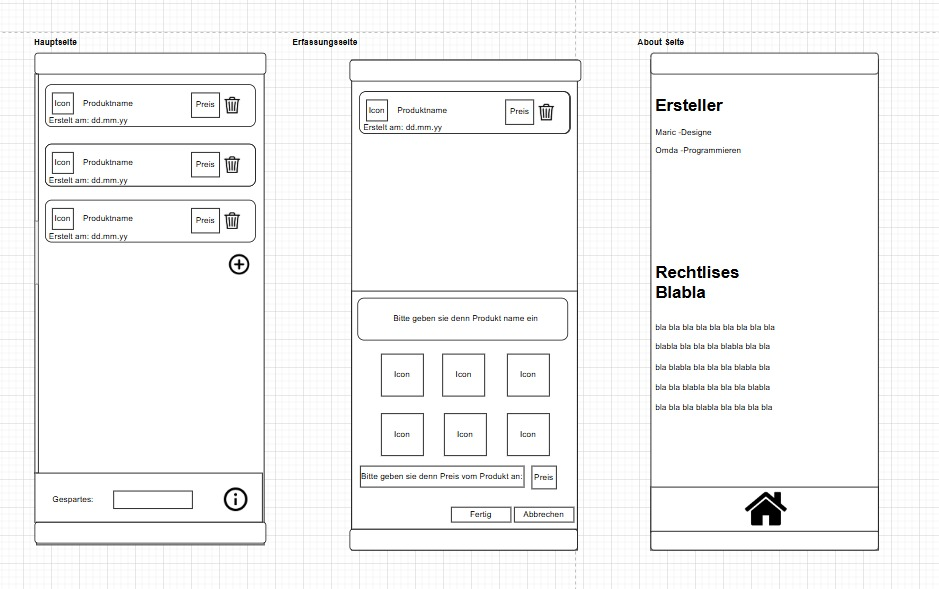 Hauptseite
Icon Produktname Preis
Erstellt am: dd.mm.yy
Icon Produktname Preis
Erstelt am: dd.mm.yy
Icon Produktname Preis
Erstelt am: dd.mm.yy
Gespartes:
Erfassungsseite
Icon Produktname Preis
Erstelt am: dd.mm.yy
Bitte geben sie denn Produkt name ein
Icon Icon Icon
Icon Icon Icon
Bitte geben sie denn Preis vom Produkt an: Preis
Fertig Abbrechen
About Seite
Ersteller
Maric -Designe
Omda -Programmieren
Rechtlises
Blabla
bla bla bla bla bla bla bla bla bla
blabla bla bla bla blabla bla bla
bla blabla bla bla bla blabla bla
bla bla blabla bla bla bla blabla
bla bla bla blabla bla bla bla bla